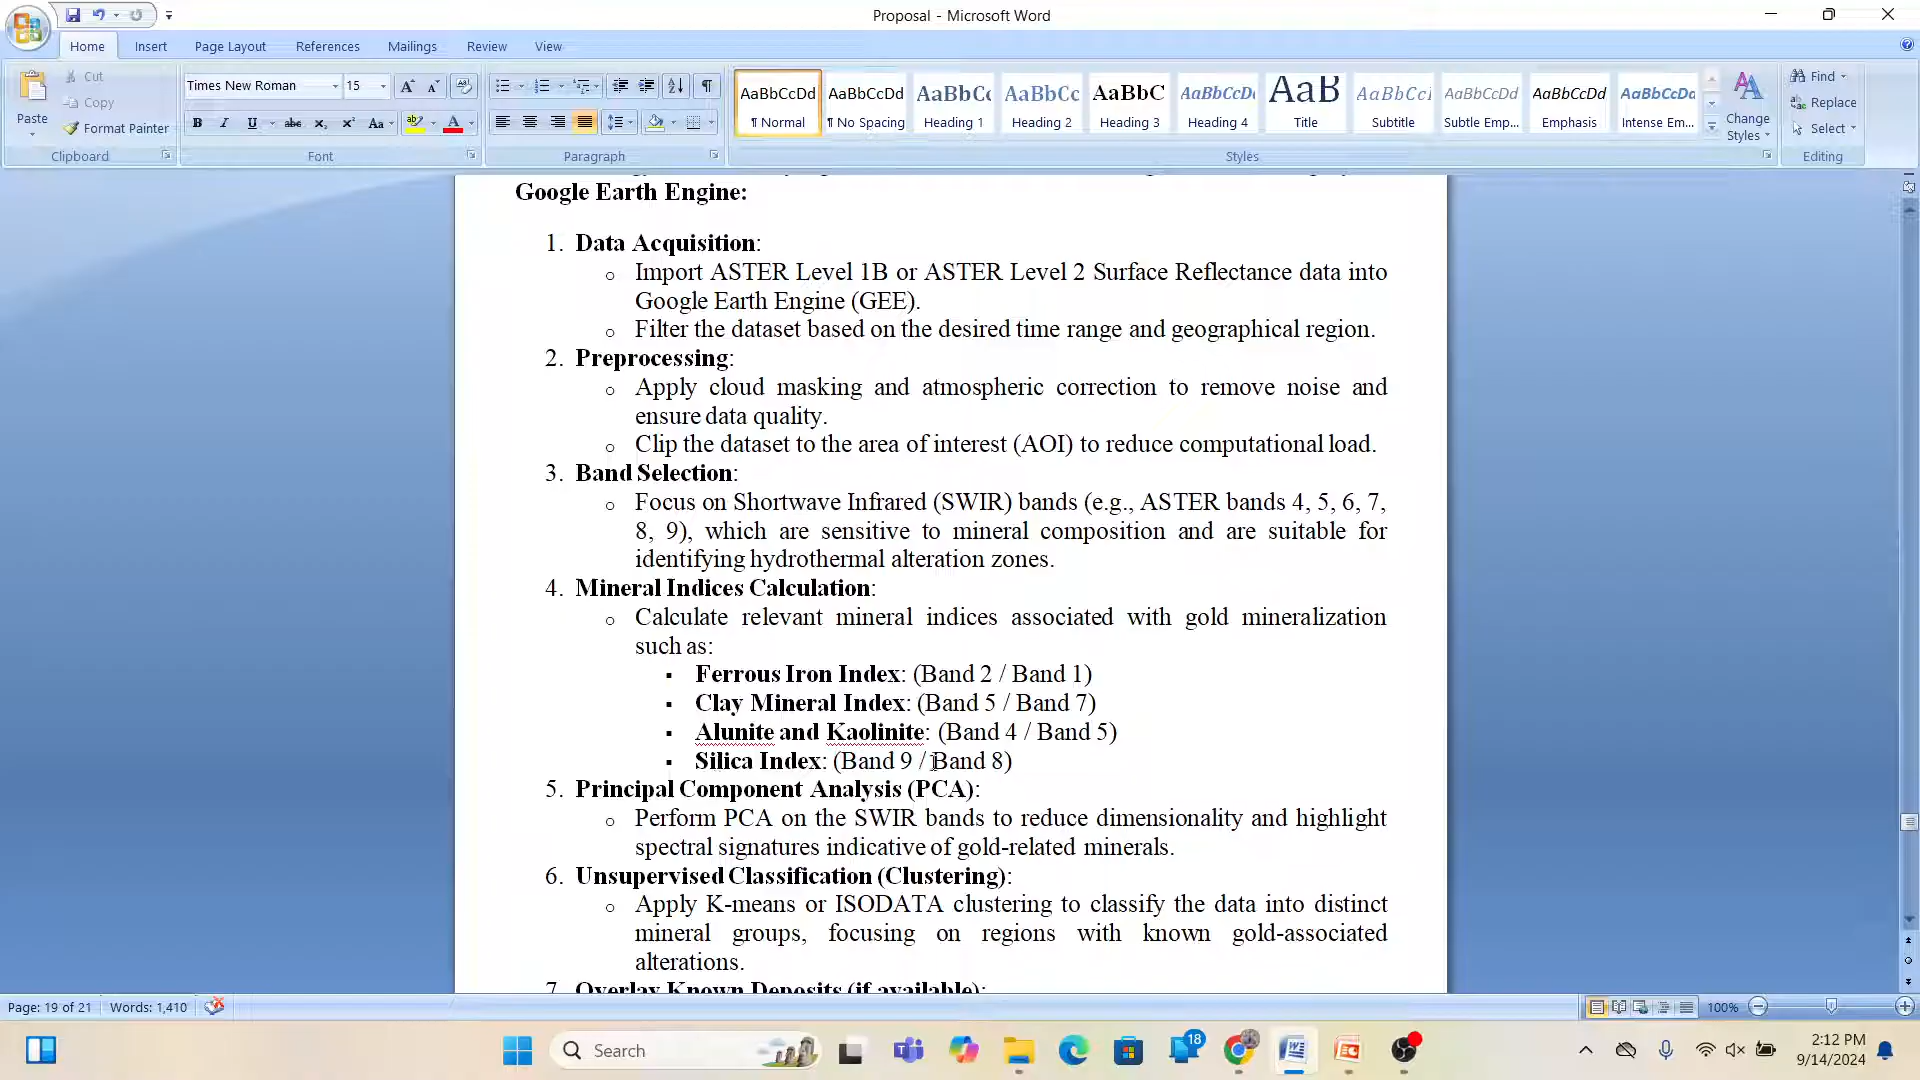 Proposal - Microsoft Word
Home Insert Page Layout References Mailings Review View
Paste
Cut
Copy
Format Painter
Clipboard
Times New Roman 15
Font
Paragraph
AaBbCcDd AaBbCcDd AaBbCc AaBbCc AaBbC AaBbCcDi AaB AaBbCcI AaBbCcDd AaBbCcDd AaBbCcDd
¶ Normal ¶ No Spacing Heading 1 Heading 2 Heading 3 Heading 4 Title Subtitle Subtle Emp... Emphasis Intense Em...
Change
Styles
Styles
Find
Replace
Select
Editing
Google Earth Engine:
1. Data Acquisition:
o Import ASTER Level 1B or ASTER Level 2 Surface Reflectance data into
Google Earth Engine (GEE).
o Filter the dataset based on the desired time range and geographical region.
2. Preprocessing:
o Apply cloud masking and atmospheric correction to remove noise and
ensure data quality.
o Clip the dataset to the area of interest (AOI) to reduce computational load.
3. Band Selection:
o Focus on Shortwave Infrared (SWIR) bands (e.g., ASTER bands 4, 5, 6, 7,
8, 9), which are sensitive to mineral composition and are suitable for
identifying hydrothermal alteration zones.
4. Mineral Indices Calculation:
o Calculate relevant mineral indices associated with gold mineralization
such as:
▪ Ferrous Iron Index: (Band 2 / Band 1)
▪ Clay Mineral Index: (Band 5 / Band 7)
▪ Alunite and Kaolinite: (Band 4 / Band 5)
▪ Silica Index: (Band 9 / Band 8)
5. Principal Component Analysis (PCA):
o Perform PCA on the SWIR bands to reduce dimensionality and highlight
spectral signatures indicative of gold-related minerals.
6. Unsupervised Classification (Clustering):
o Apply K-means or ISODATA clustering to classify the data into distinct
mineral groups, focusing on regions with known gold-associated
alterations.
7. Overlay Known Deposits (if available):
Page: 19 of 21 Words: 1,410 100%
Search 18 2:12 PM
9/14/2024